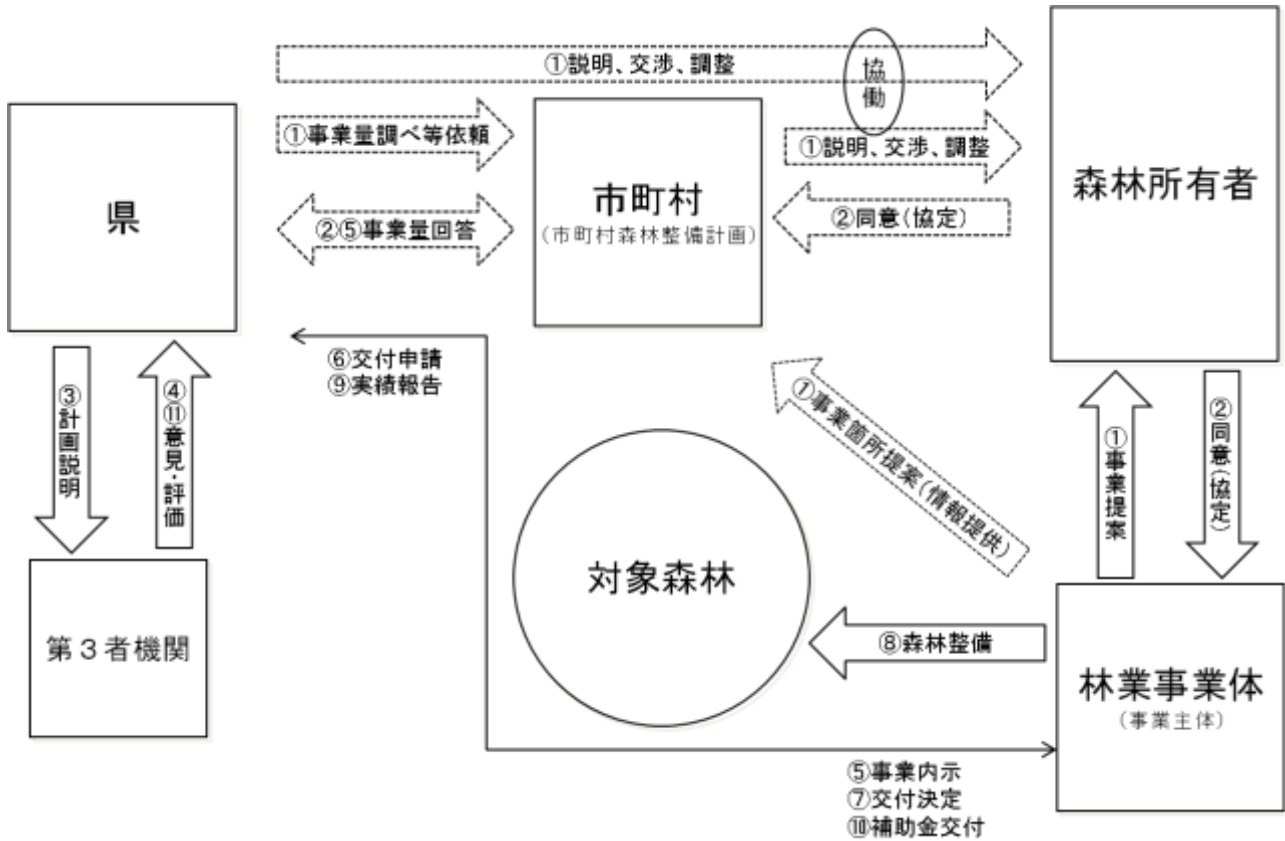 ①説明、交渉、調整
協働
県
①事業量調べ等依頼
市町村
(市町村森林整備計画)
①説明、交渉、調整
森林所有者
②⑤事業量回答
②同意(協定)
⑥交付申請
⑨実績報告
③計画説明
④⑪意見・評価
①事業箇所提案(情報提供)
①事業提案
②同意(協定)
対象森林
第3者機関
⑧森林整備
林業事業体
(事業主体)
⑤事業内示
⑦交付決定
⑩補助金交付